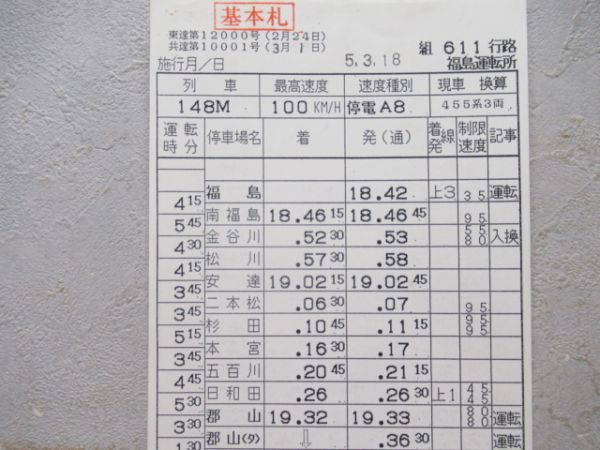 基本札
東達第12000号(2月24日)
共達第10001号(3月1日)
施行月/日 5.3.18 組 611行路
福島運転所
列車 最高速度 速度種別 現車 換算
148M 100KM/H 停電A8 455系3両
運転時分 停車場名 着 発(通) 着発線 制限速度 記事
福島 18.42 上3 35 運転
4 15
南福島 18.46 15 18.46 45 95
5 45
金谷川 .52 30 .53 55 80 入換
4 30
松川 .57 30 .58
4 15
安達 19.02 15 19.02 45
3 45
二本松 .06 30 .07 95
3 45
杉田 .10 45 .11 15 95 95
5 15
本宮 .16 30 .17
3 45
五百川 .20 45 .21 15
4 45
日和田 .26 .26 30 上1 45 45
5 30
郡山 19.32 19.33 80 80 運転
3 30
郡山(タ) ⇩ .36 30 運転
1 30